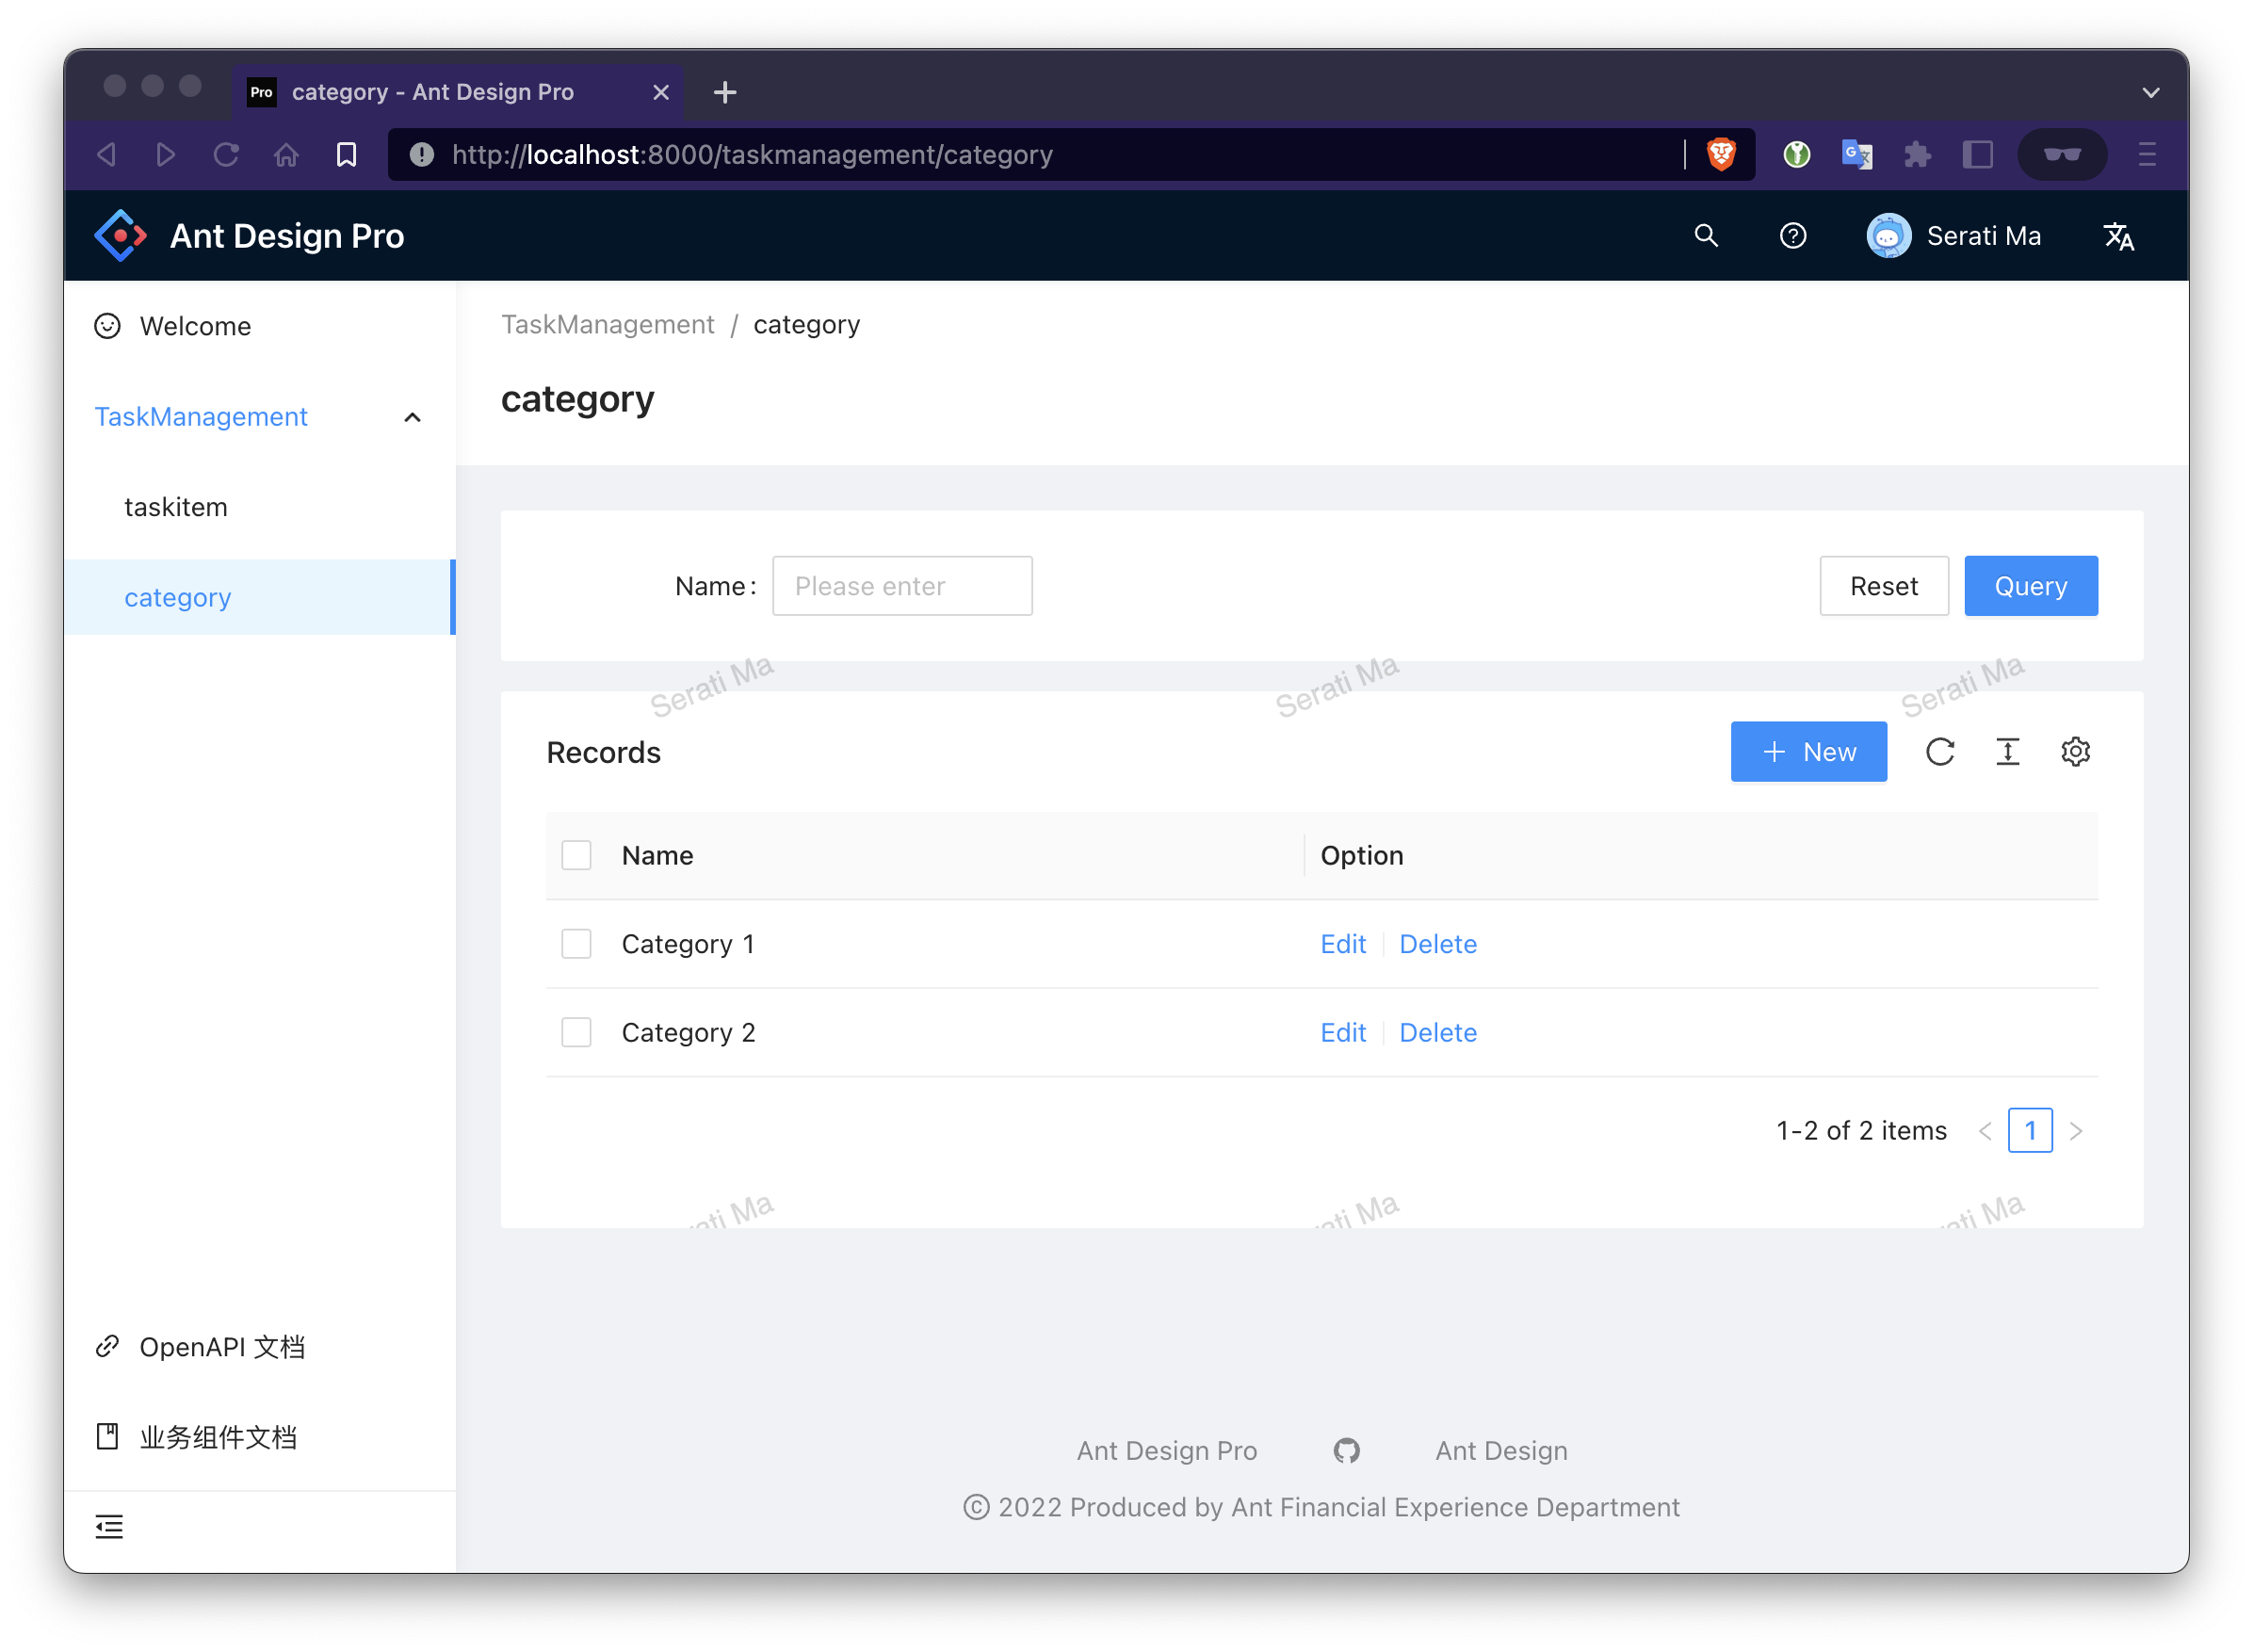 Pro category - Ant Design Pro
http://localhost:8000/taskmanagement/category
Ant Design Pro
Serati Ma
Welcome
TaskManagement
taskitem
category
OpenAPI 文档
业务组件文档
TaskManagement / category
category
Name: Please enter
Reset Query
Serati Ma Serati Ma Serati Ma
Records
New
Name Option
Category 1 Edit Delete
Category 2 Edit Delete
1-2 of 2 items 1
ati Ma ati Ma ati Ma
Ant Design Pro Ant Design
© 2022 Produced by Ant Financial Experience Department